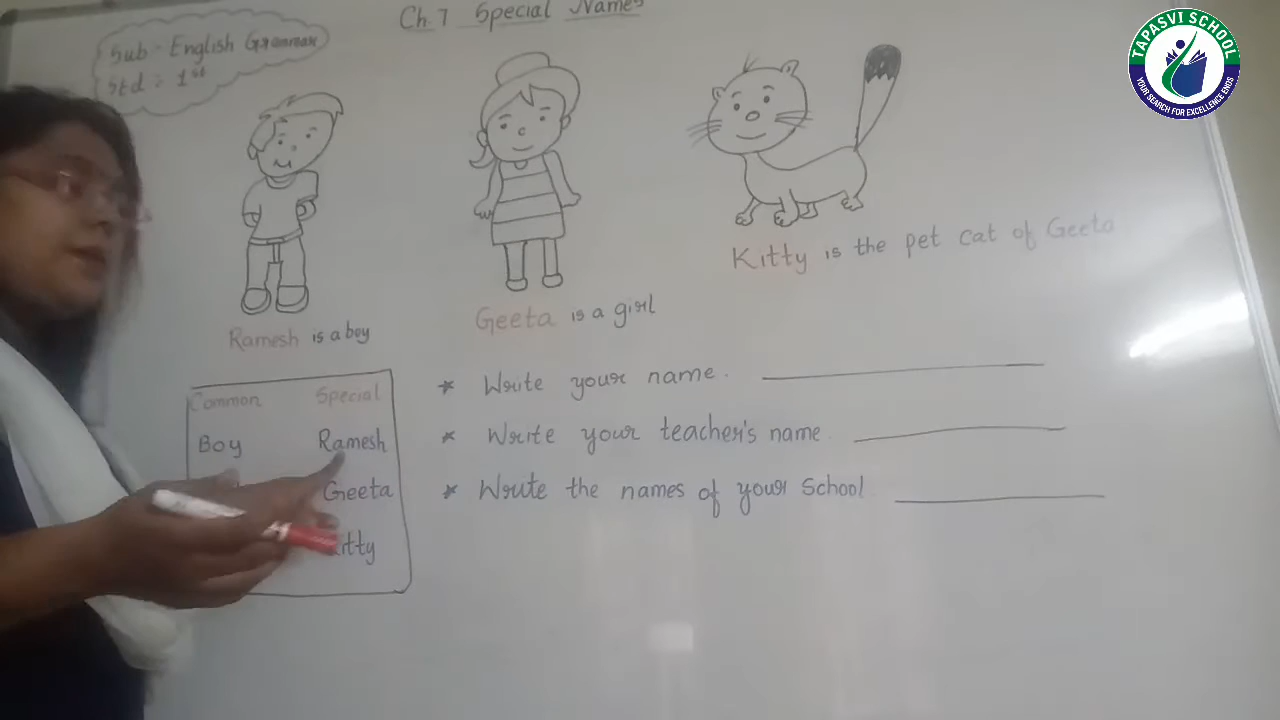 Ch.7 Special Names
Sub - English Grammar
Std : 1st
TAPASVI SCHOOL
YOUR SEARCH FOR EXCELLENCE ENDS
Kitty is the pet cat of Geeta
Geeta is a girl
Ramesh is a boy
Common Special
Boy Ramesh
Geeta
Kitty
* Write your name.
* Write your teacher's name
* Write the names of your School